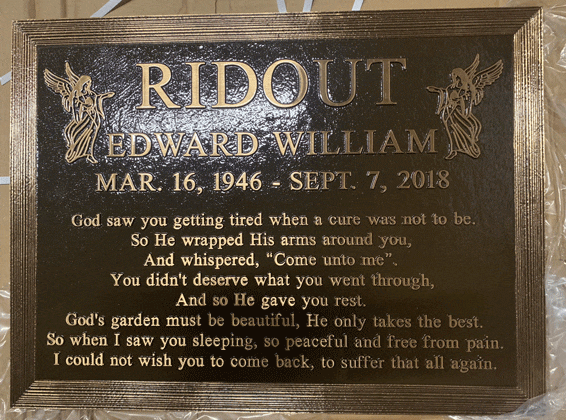 RIDOUT
EDWARD WILLIAM
MAR. 16, 1946 - SEPT. 7, 2018
God saw you getting tired when a cure was not to be.
So He wrapped His arms around you,
And whispered, “Come unto me”.
You didn't deserve what you went through,
And so He gave you rest.
God's garden must be beautiful, He only takes the best.
So when I saw you sleeping, so peaceful and free from pain.
I could not wish you to come back, to suffer that all again.